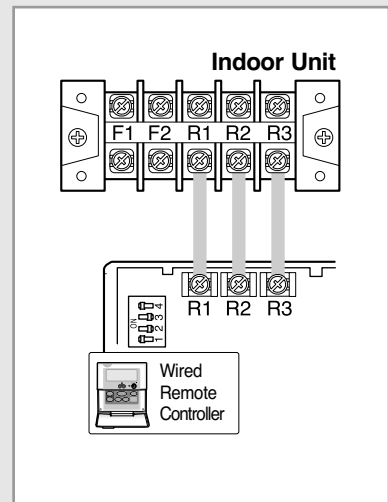 Indoor Unit
F1 F2 R1 R2 R3
R1 R2 R3
ON
1 2 3 4
Wired
Remote
Controller